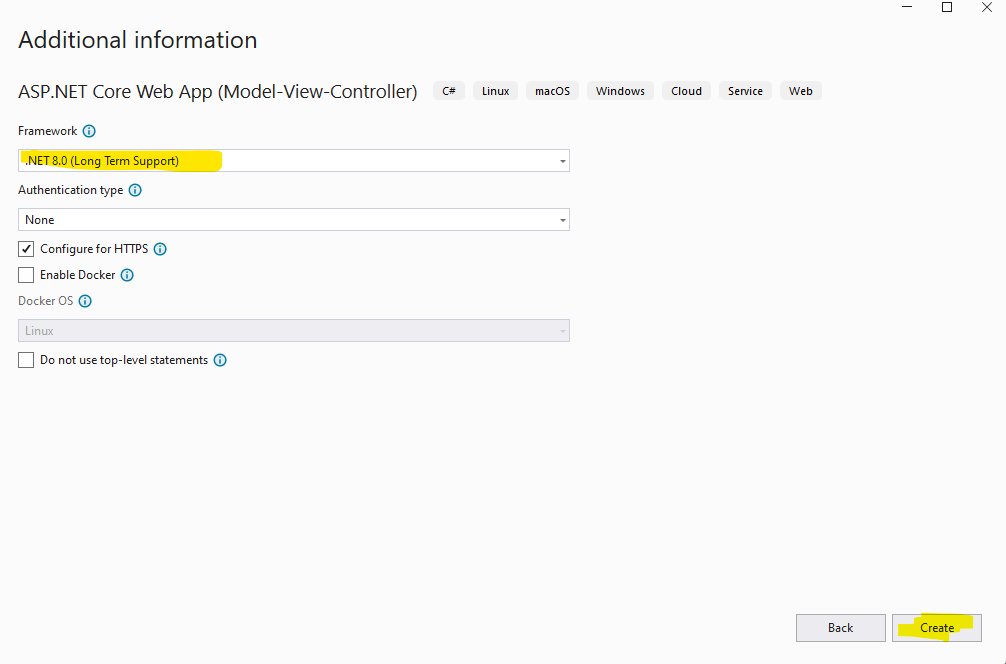 Additional information
ASP.NET Core Web App (Model-View-Controller) C# Linux macOS Windows Cloud Service Web
Framework
.NET 8.0 (Long Term Support)
Authentication type
None
Configure for HTTPS
Enable Docker
Docker OS
Linux
Do not use top-level statements
Back Create